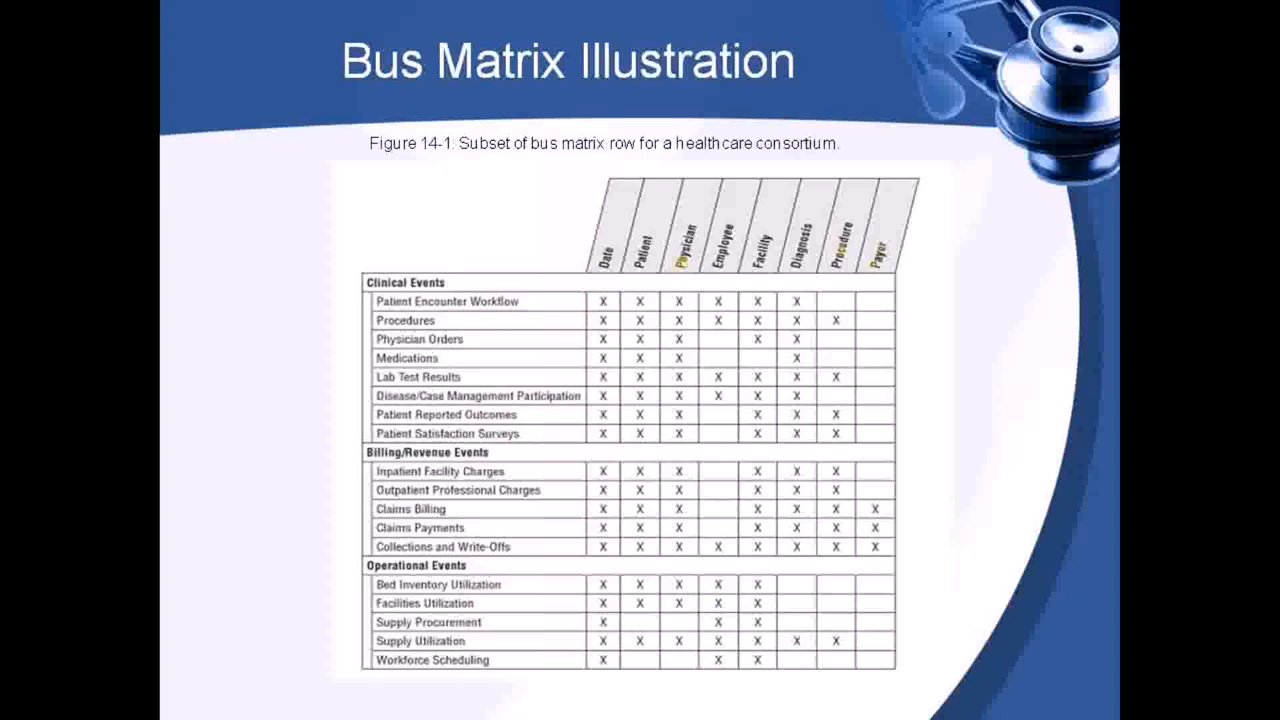 Bus Matrix Illustration
Figure 14-1: Subset of bus matrix row for a healthcare consortium.
Date Patient Physician Employee Facility Diagnosis Procedure Payer
Clinical Events
Patient Encounter Workflow X X X X X X
Procedures X X X X X X X
Physician Orders X X X X X
Medications X X X X
Lab Test Results X X X X X X X
Disease/Case Management Participation X X X X X X
Patient Reported Outcomes X X X X X X
Patient Satisfaction Surveys X X X X X X
Billing/Revenue Events
Inpatient Facility Charges X X X X X X
Outpatient Professional Charges X X X X X X
Claims Billing X X X X X X X
Claims Payments X X X X X X X
Collections and Write-Offs X X X X X X X X
Operational Events
Bed Inventory Utilization X X X X X
Facilities Utilization X X X X X
Supply Procurement X X X
Supply Utilization X X X X X X X
Workforce Scheduling X X X